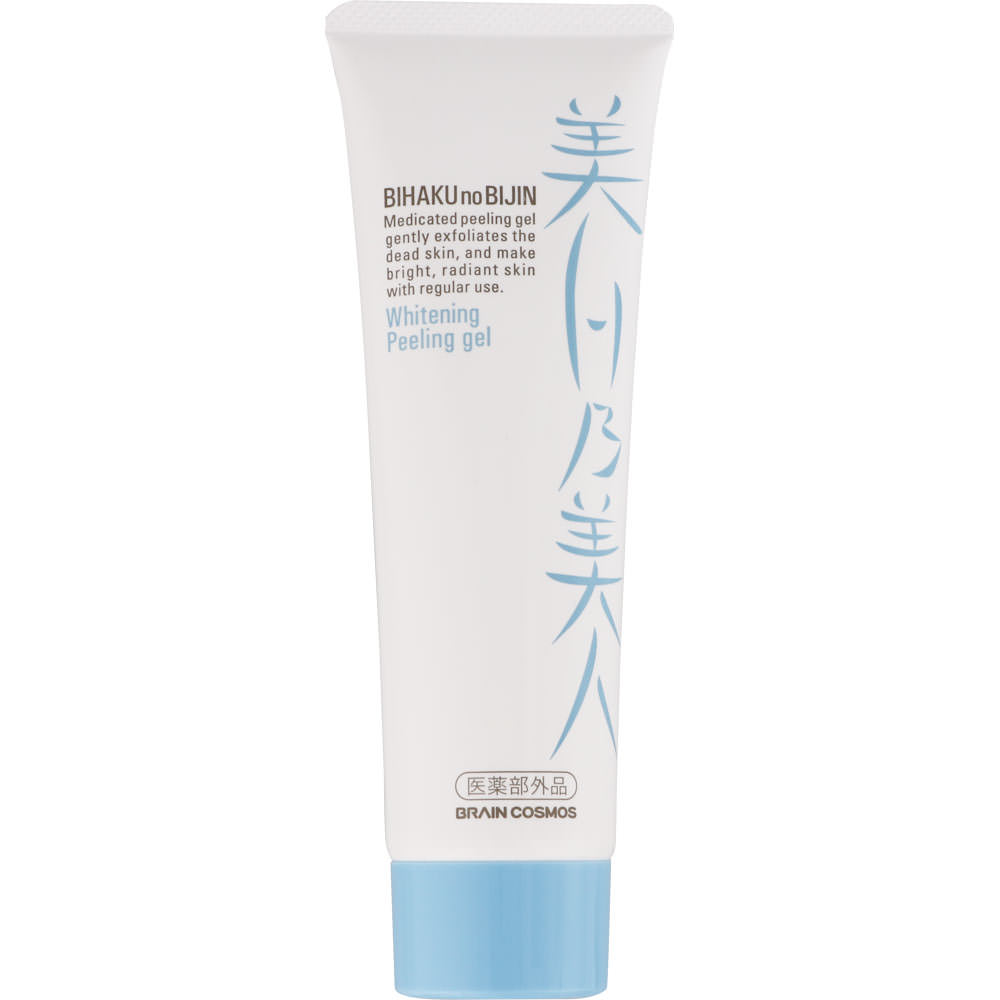 BIHAKU no BIJIN
Medicated peeling gel
gently exfoliates the
dead skin, and make
bright, radiant skin
with regular use.
Whitening
Peeling gel
美白乃美人
医薬部外品
BRAIN COSMOS